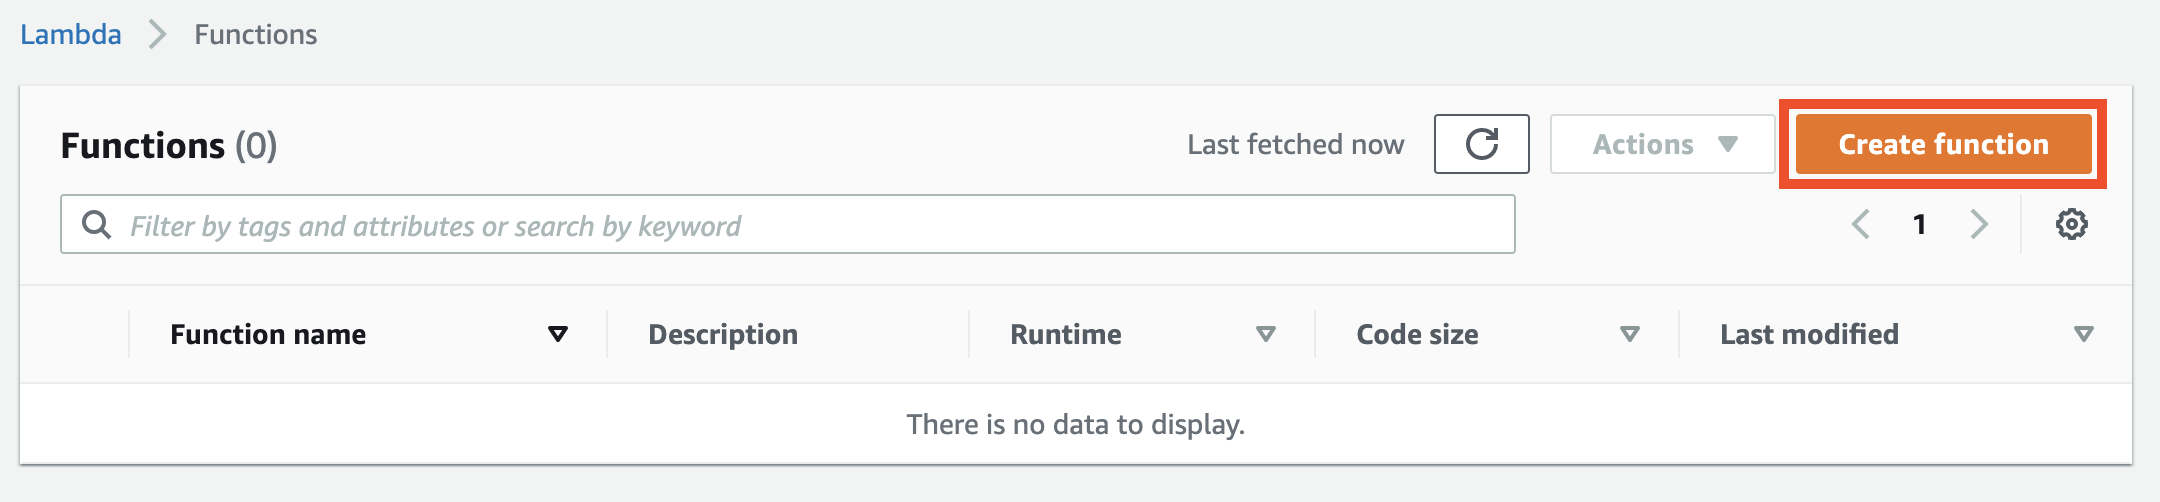 Lambda Functions
Functions (0) Last fetched now Actions Create function
Filter by tags and attributes or search by keyword 1
Function name Description Runtime Code size Last modified
There is no data to display.